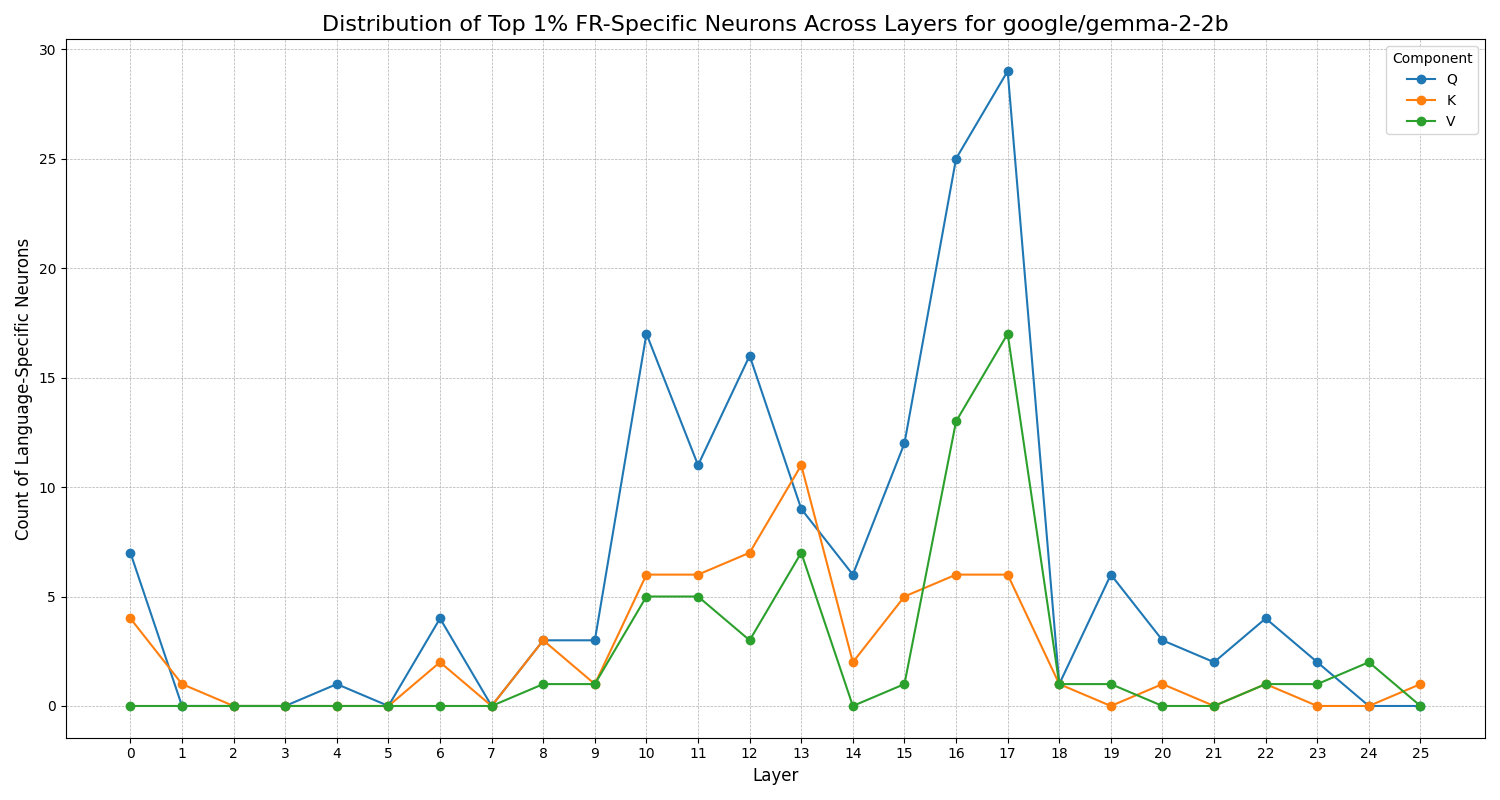 Distribution of Top 1% FR-Specific Neurons Across Layers for google/gemma-2-2b
Component
Q
K
V
Count of Language-Specific Neurons
30
25
20
15
10
5
0
0 1 2 3 4 5 6 7 8 9 10 11 12 13 14 15 16 17 18 19 20 21 22 23 24 25
Layer